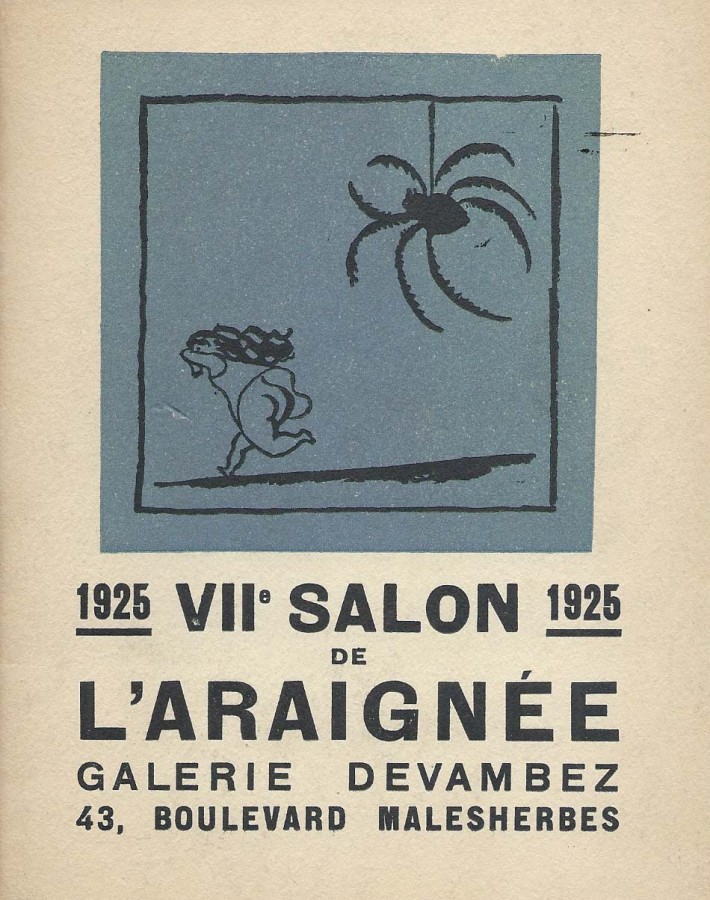 1925 VIIe SALON 1925
DE
L'ARAIGNÉE
GALERIE DEVAMBEZ
43, BOULEVARD MALESHERBES